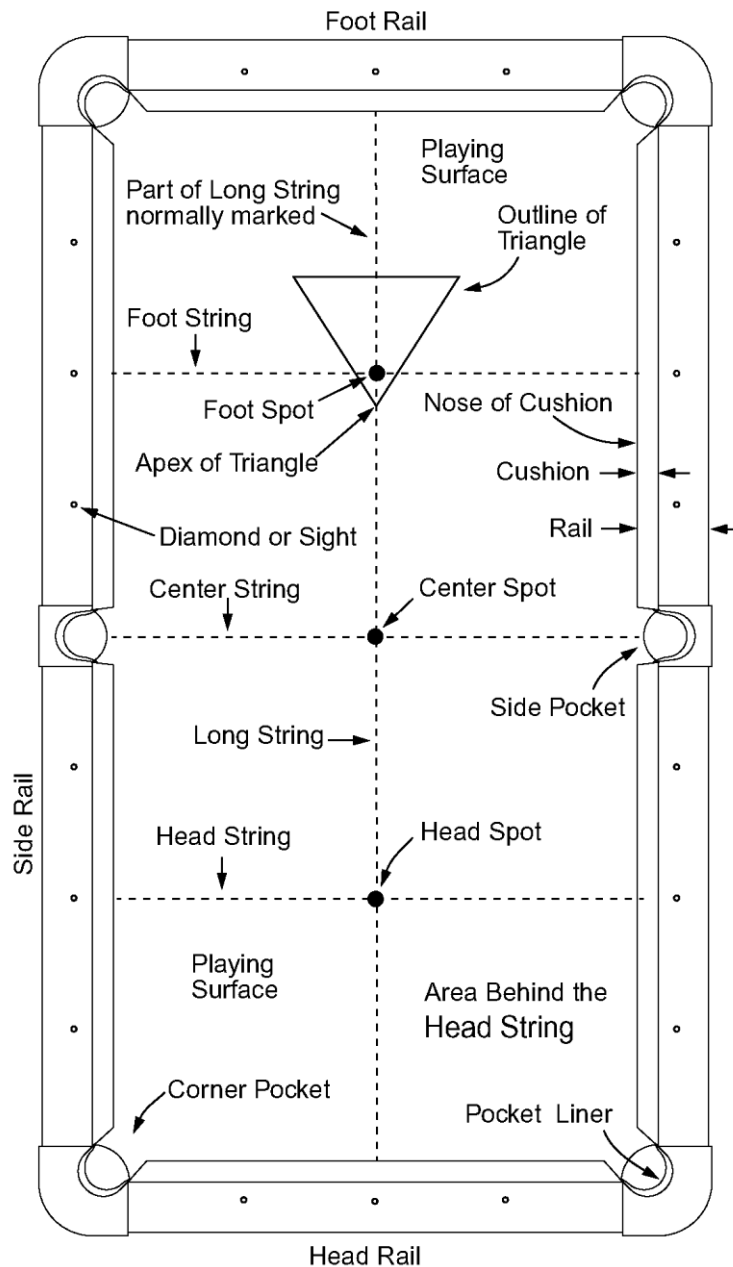 Foot Rail
Playing
Surface
Part of Long String
normally marked
Outline of
Triangle
Foot String
Foot Spot
Nose of Cushion
Apex of Triangle
Cushion
Rail
Diamond or Sight
Center String
Center Spot
Side Pocket
Long String
Side Rail
Head String
Head Spot
Playing
Surface
Area Behind the
Head String
Corner Pocket
Pocket Liner
Head Rail